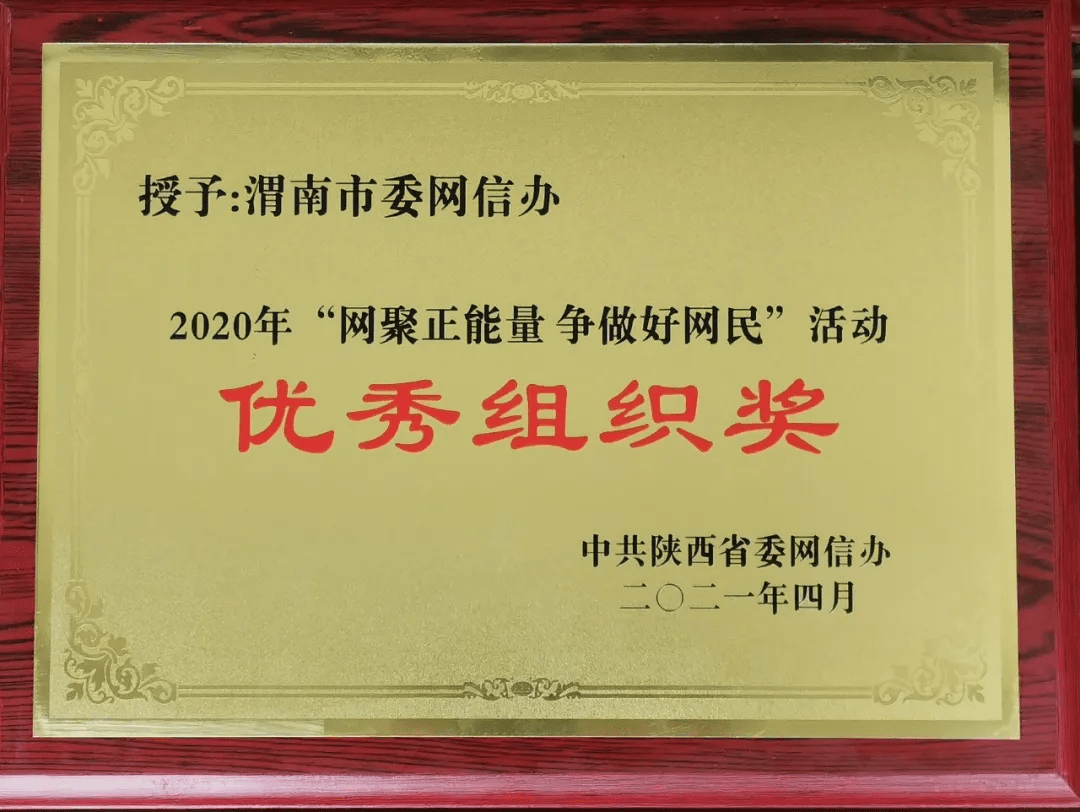 授予:渭南市委网信办
2020年“网聚正能量 争做好网民”活动
优秀组织奖
中共陕西省委网信办
二〇二一年四月